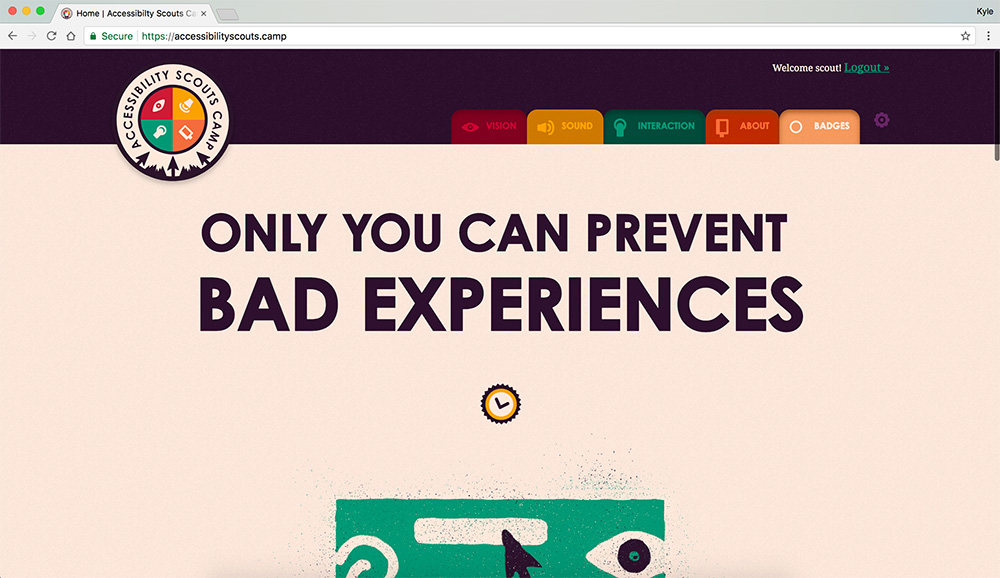 Home | Accessibilty Scouts Ca
Kyle
Secure
https://accessibilityscouts.camp
Welcome scout! Logout »
ACCESSIBILITY SCOUTS CAMP
VISION
SOUND
INTERACTION
ABOUT
BADGES
ONLY YOU CAN PREVENT
BAD EXPERIENCES